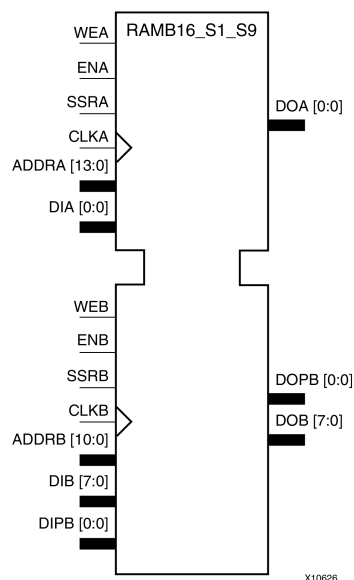 RAMB16_S1_S9
WEA
ENA
SSRA
CLKA
ADDRA [13:0]
DIA [0:0]
DOA [0:0]
WEB
ENB
SSRB
CLKB
ADDRB [10:0]
DIB [7:0]
DIPB [0:0]
DOPB [0:0]
DOB [7:0]
X10626